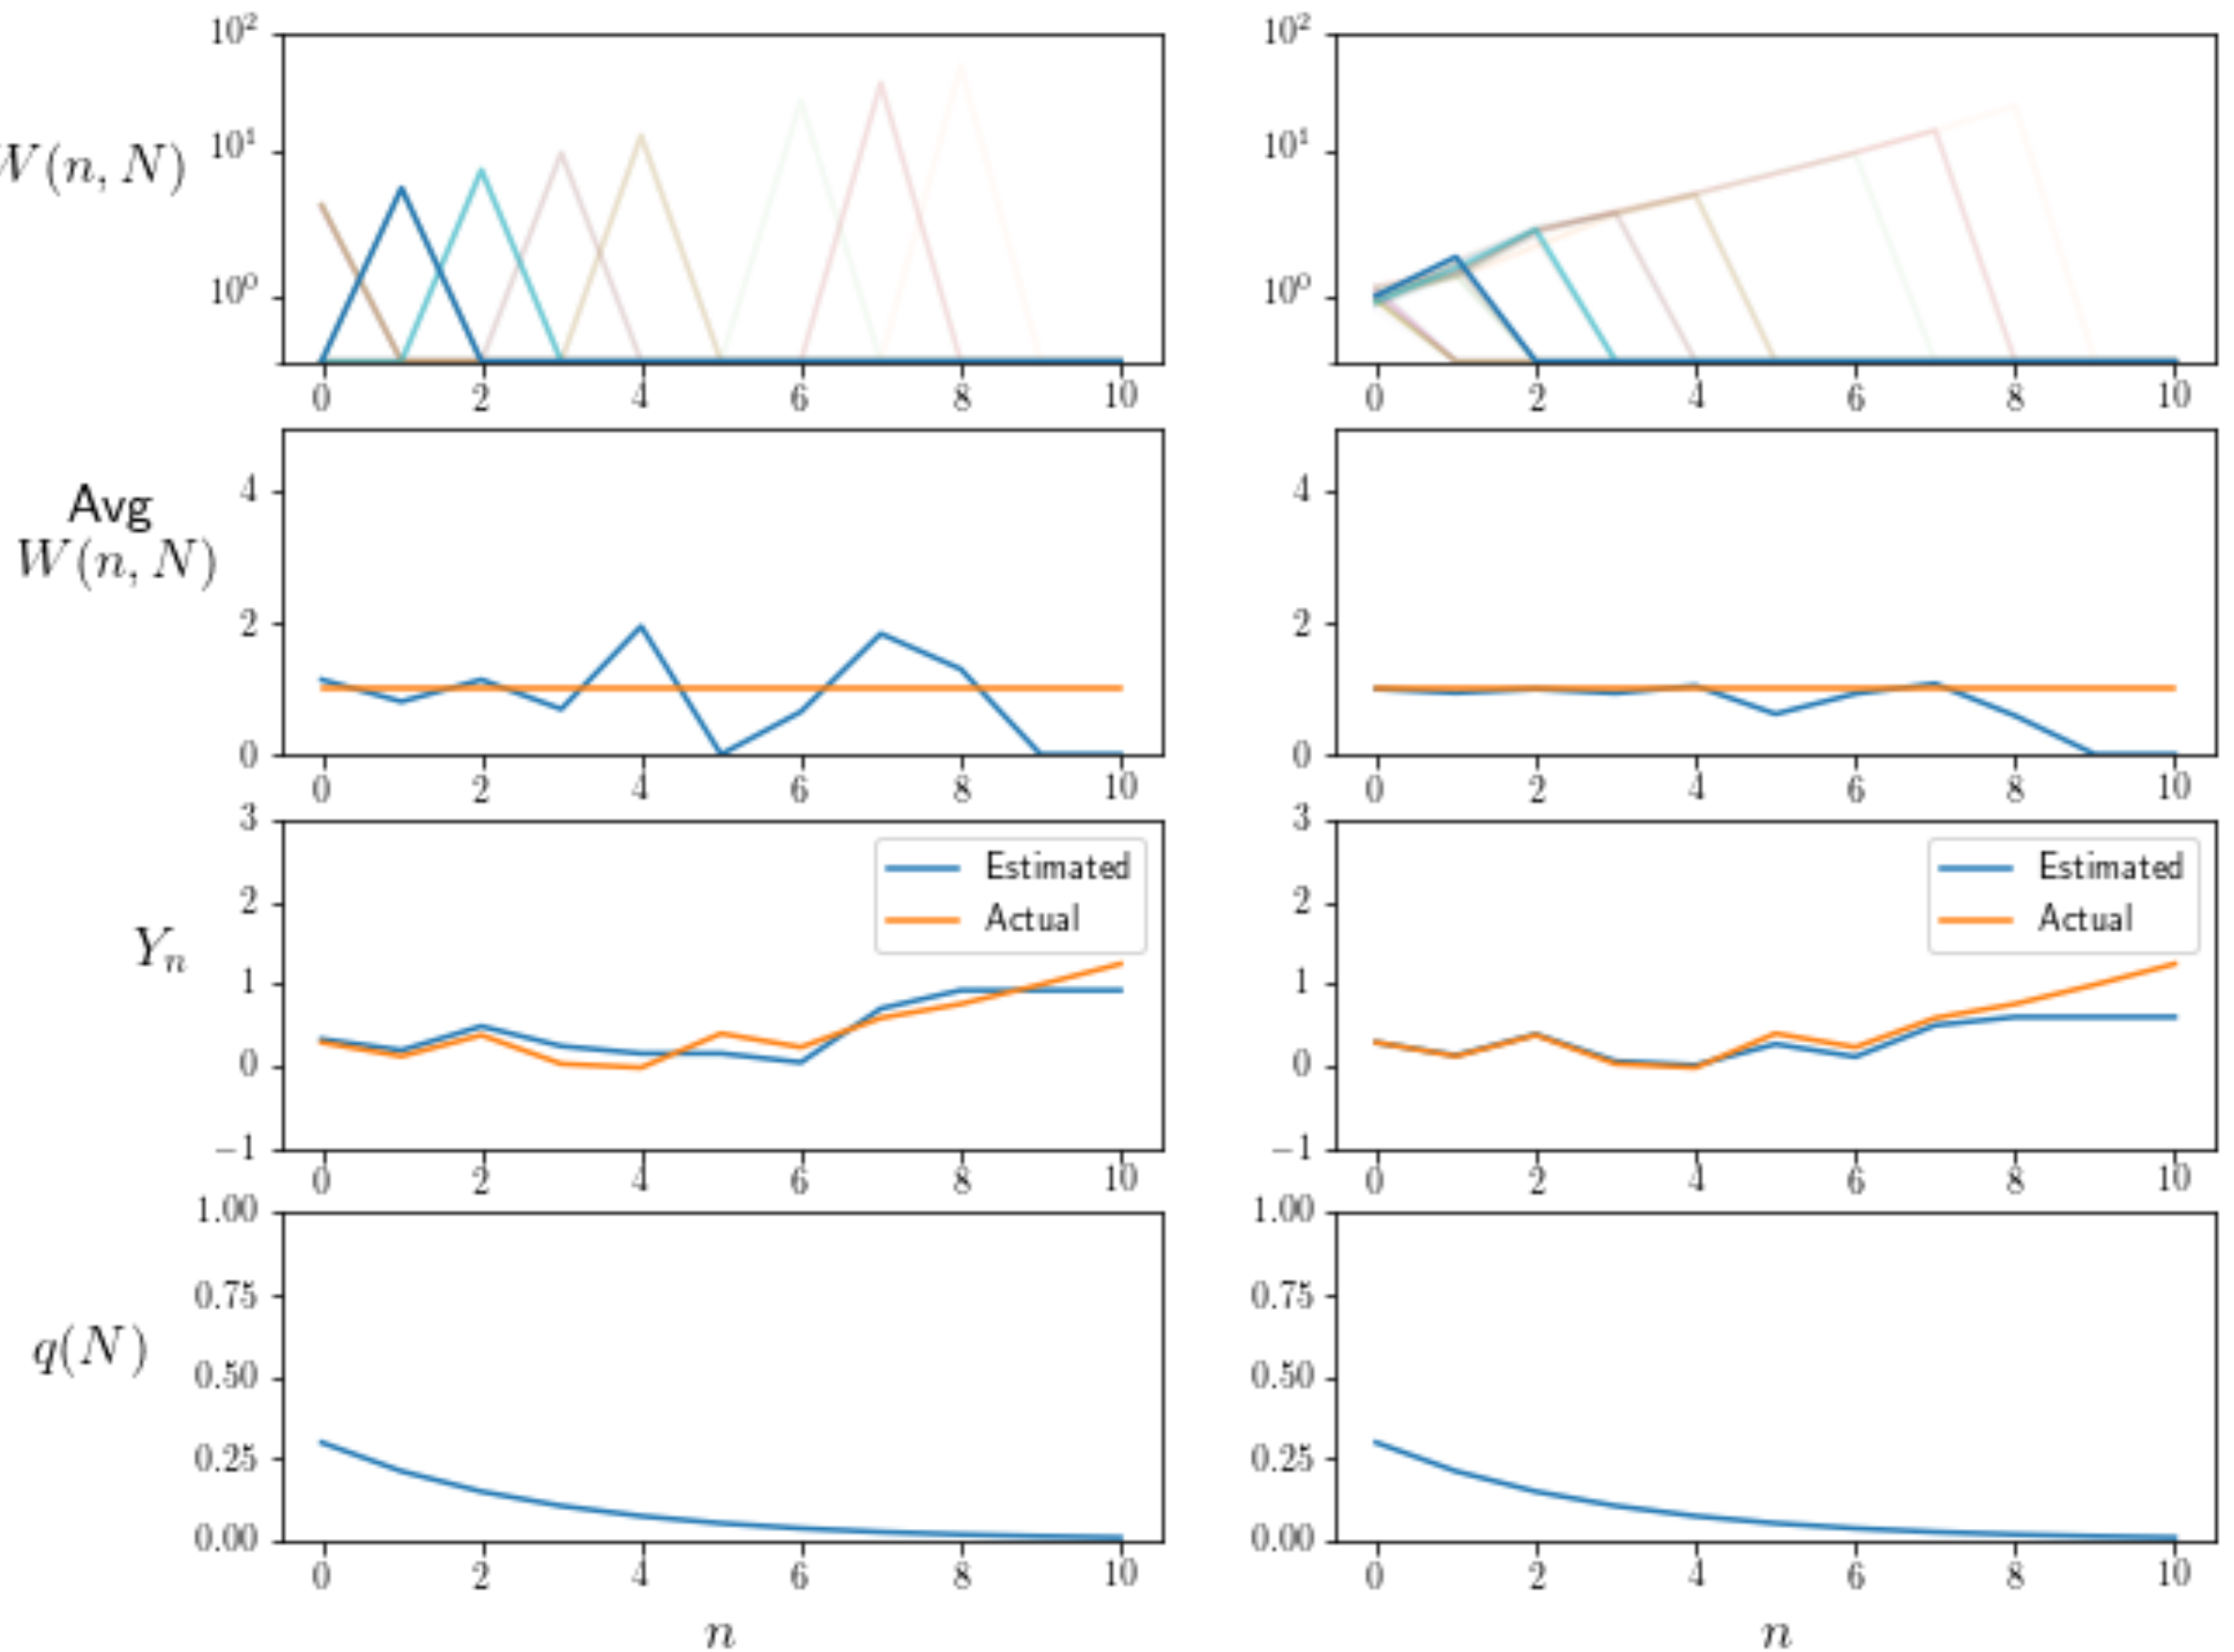 10² 10²
W(n, N) 10¹ 10¹
10⁰ 10⁰
0 2 4 6 8 10 0 2 4 6 8 10
Avg
W(n, N)
4 4
2 2
0 0
0 2 4 6 8 10 0 2 4 6 8 10
3 3
Estimated Estimated
2 2
Actual Actual
Yₙ
1 1
0 0
−1 −1
0 2 4 6 8 10 0 2 4 6 8 10
1.00 1.00
0.75 0.75
q(N)
0.50 0.50
0.25 0.25
0.00 0.00
0 2 4 6 8 10 0 2 4 6 8 10
n n